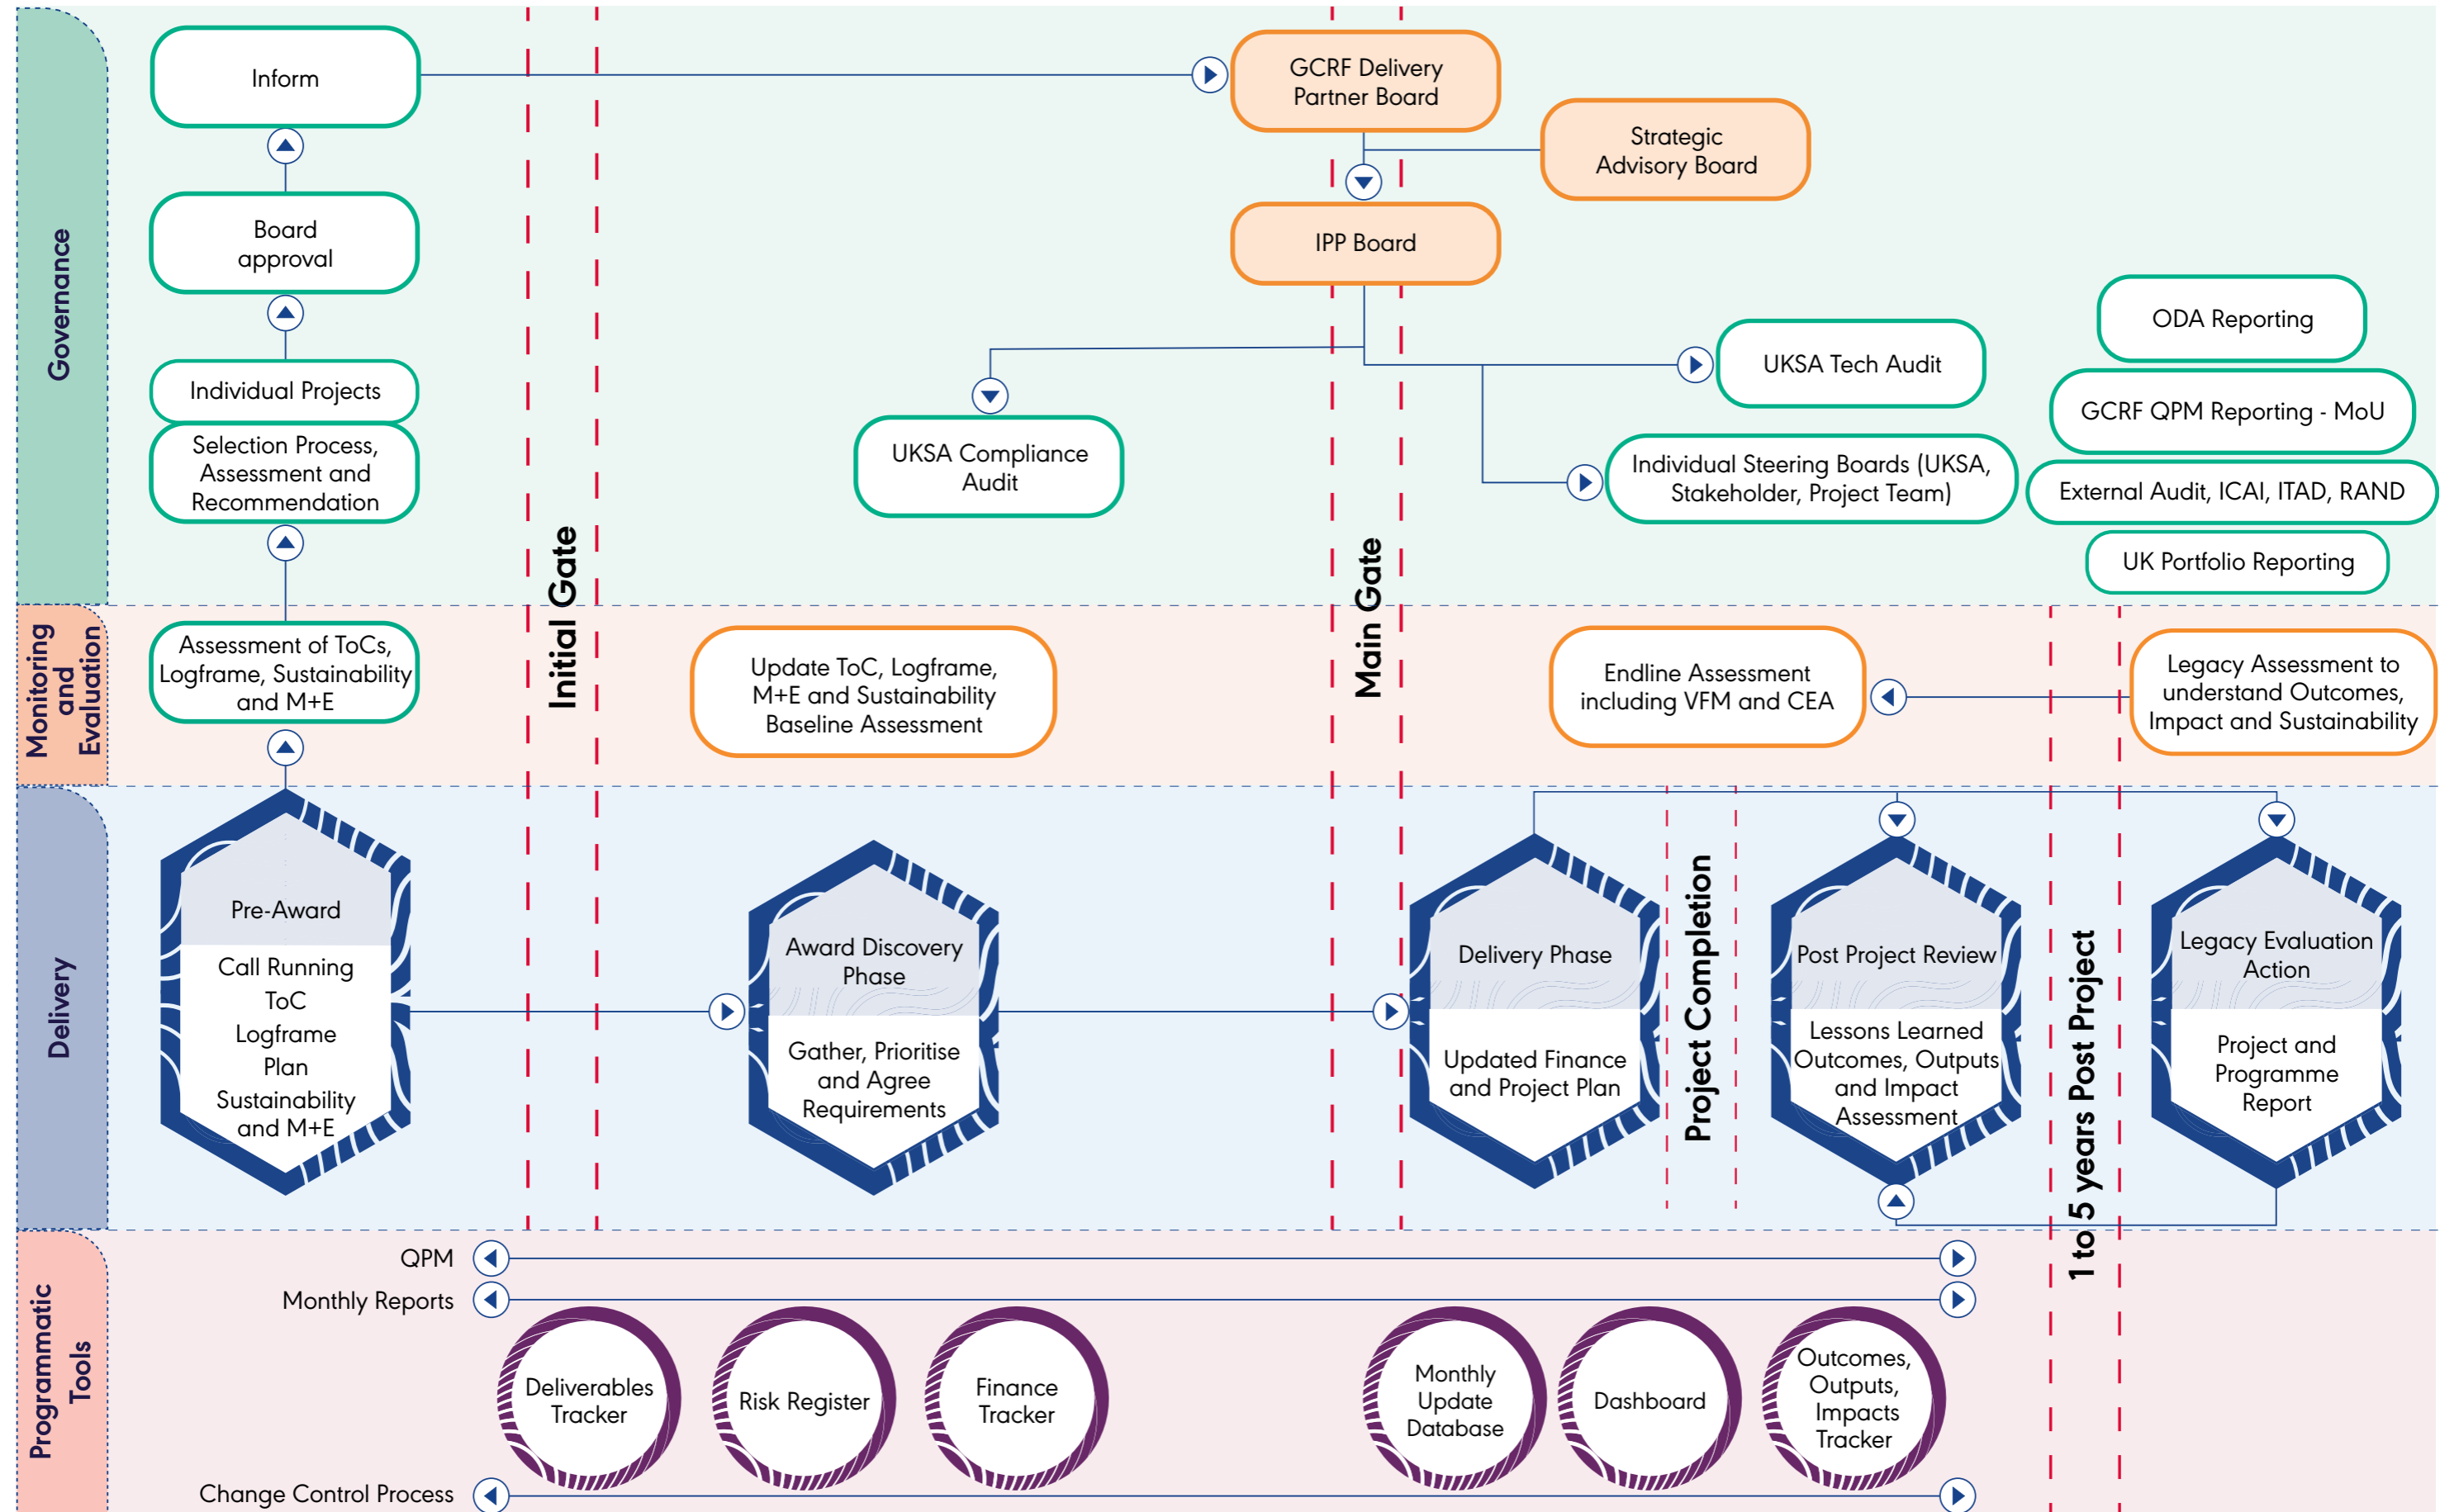 Governance
Inform
Board
approval
Individual Projects
Selection Process,
Assessment and
Recommendation
GCRF Delivery
Partner Board
Strategic
Advisory Board
IPP Board
UKSA Compliance
Audit
UKSA Tech Audit
Individual Steering Boards (UKSA,
Stakeholder, Project Team)
ODA Reporting
GCRF QPM Reporting - MoU
External Audit, ICAI, ITAD, RAND
UK Portfolio Reporting
Initial Gate
Main Gate
Monitoring
and
Evaluation
Assessment of ToCs,
Logframe, Sustainability
and M+E
Update ToC, Logframe,
M+E and Sustainability
Baseline Assessment
Endline Assessment
including VFM and CEA
Legacy Assessment to
understand Outcomes,
Impact and Sustainability
Delivery
Pre-Award
Call Running
ToC
Logframe
Plan
Sustainability
and M+E
Award Discovery
Phase
Gather, Prioritise
and Agree
Requirements
Delivery Phase
Updated Finance
and Project Plan
Project Completion
Post Project Review
Lessons Learned
Outcomes, Outputs
and Impact
Assessment
1 to 5 years Post Project
Legacy Evaluation
Action
Project and
Programme
Report
Programmatic
Tools
QPM
Monthly Reports
Deliverables
Tracker
Risk Register
Finance
Tracker
Monthly
Update
Database
Dashboard
Outcomes,
Outputs,
Impacts
Tracker
Change Control Process